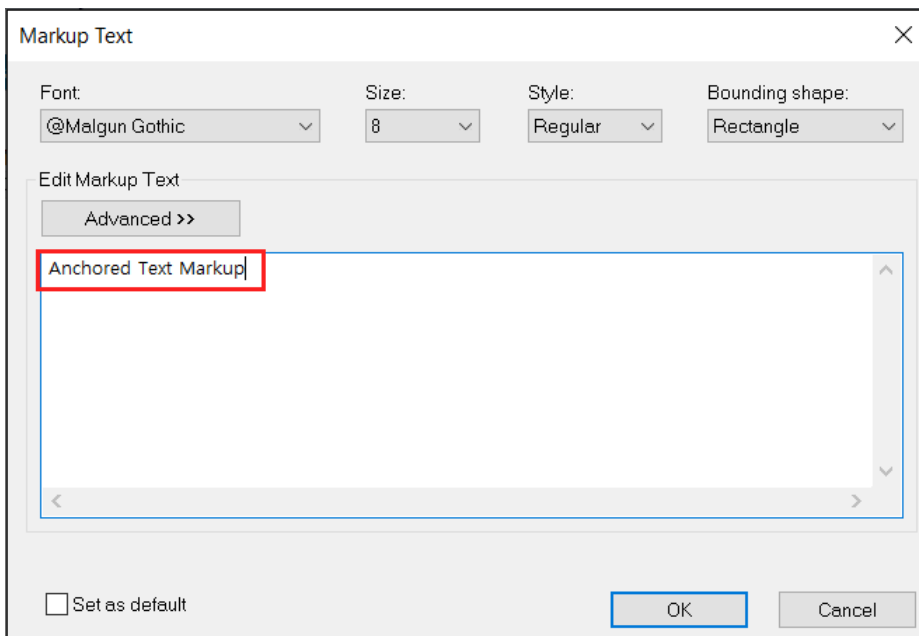 Markup Text
Font: Size: Style: Bounding shape:
@Malgun Gothic 8 Regular Rectangle
Edit Markup Text
Advanced >>
Anchored Text Markup
Set as default OK Cancel